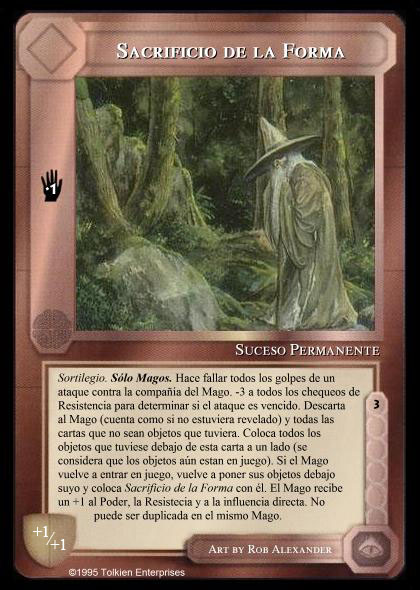 Sacrificio de la Forma
1
Suceso Permanente
Sortilegio. Sólo Magos. Hace fallar todos los golpes de un
ataque contra la compañia del Mago. -3 a todos los chequeos de
Resistencia para determinar si el ataque es vencido. Descarta
al Mago (cuenta como si no estuviera revelado) y todas las
cartas que no sean objetos que tuviera. Coloca todos los
objetos que tuviese debajo de esta carta a un lado (se
considera que los objetos aún estan en juego). Si el Mago
vuelve a entrar en juego, vuelve a poner sus objetos debajo
suyo y coloca Sacrificio de la Forma con él. El Mago recibe
un +1 al Poder, la Resistecia y a la influencia directa. No
puede ser duplicada en el mismo Mago.
3
+1/+1
Art by Rob Alexander
©1995 Tolkien Enterprises